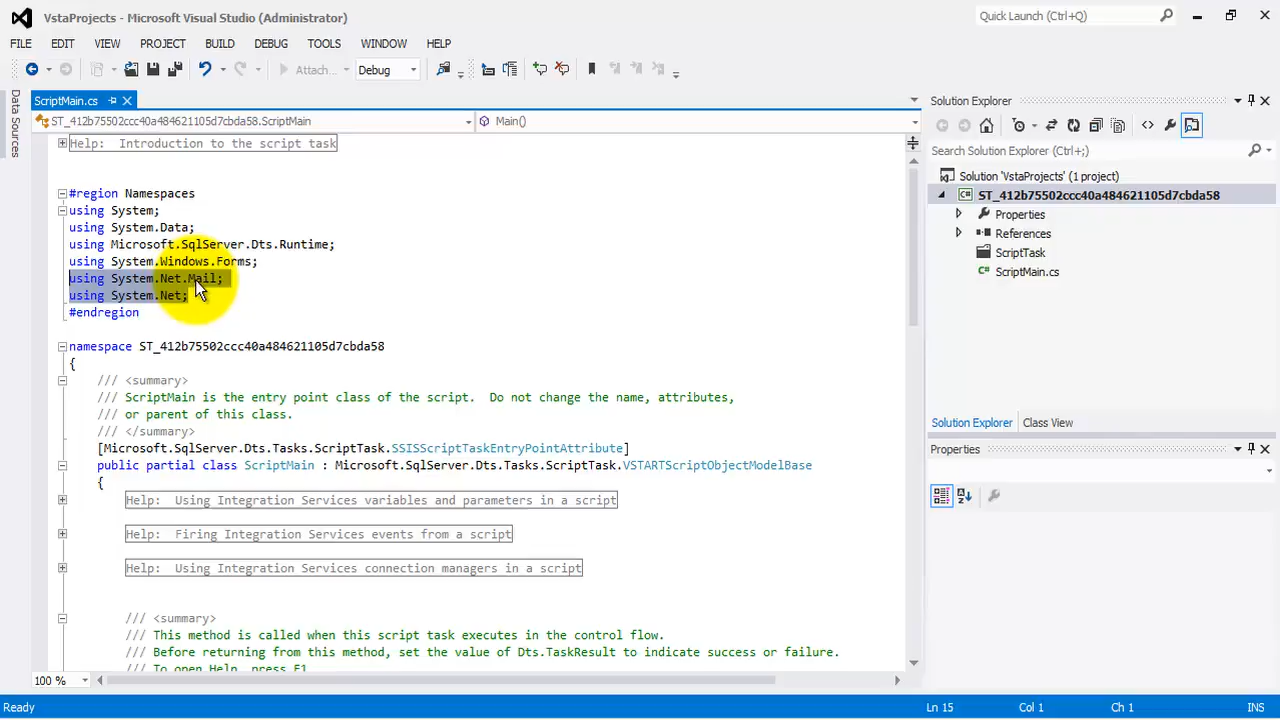 VstaProjects - Microsoft Visual Studio (Administrator)
Quick Launch (Ctrl+Q)
FILE EDIT VIEW PROJECT BUILD DEBUG TOOLS WINDOW HELP
Attach... Debug
Data Sources
ScriptMain.cs
ST_412b75502ccc40a484621105d7cbda58.ScriptMain
Main()
Help: Introduction to the script task
#region Namespaces
using System;
using System.Data;
using Microsoft.SqlServer.Dts.Runtime;
using System.Windows.Forms;
using System.Net.Mail;
using System.Net;
#endregion
namespace ST_412b75502ccc40a484621105d7cbda58
{
/// <summary>
/// ScriptMain is the entry point class of the script.  Do not change the name, attributes,
/// or parent of this class.
/// </summary>
[Microsoft.SqlServer.Dts.Tasks.ScriptTask.SSISScriptTaskEntryPointAttribute]
public partial class ScriptMain : Microsoft.SqlServer.Dts.Tasks.ScriptTask.VSTARTScriptObjectModelBase
{
Help: Using Integration Services variables and parameters in a script
Help: Firing Integration Services events from a script
Help: Using Integration Services connection managers in a script
/// <summary>
/// This method is called when this script task executes in the control flow.
/// Before returning from this method, set the value of Dts.TaskResult to indicate success or failure.
/// To open Help, press F1.
100 %
Solution Explorer
Search Solution Explorer (Ctrl+;)
Solution 'VstaProjects' (1 project)
ST_412b75502ccc40a484621105d7cbda58
Properties
References
ScriptTask
ScriptMain.cs
Solution Explorer Class View
Properties
Ready Ln 15 Col 1 Ch 1 INS